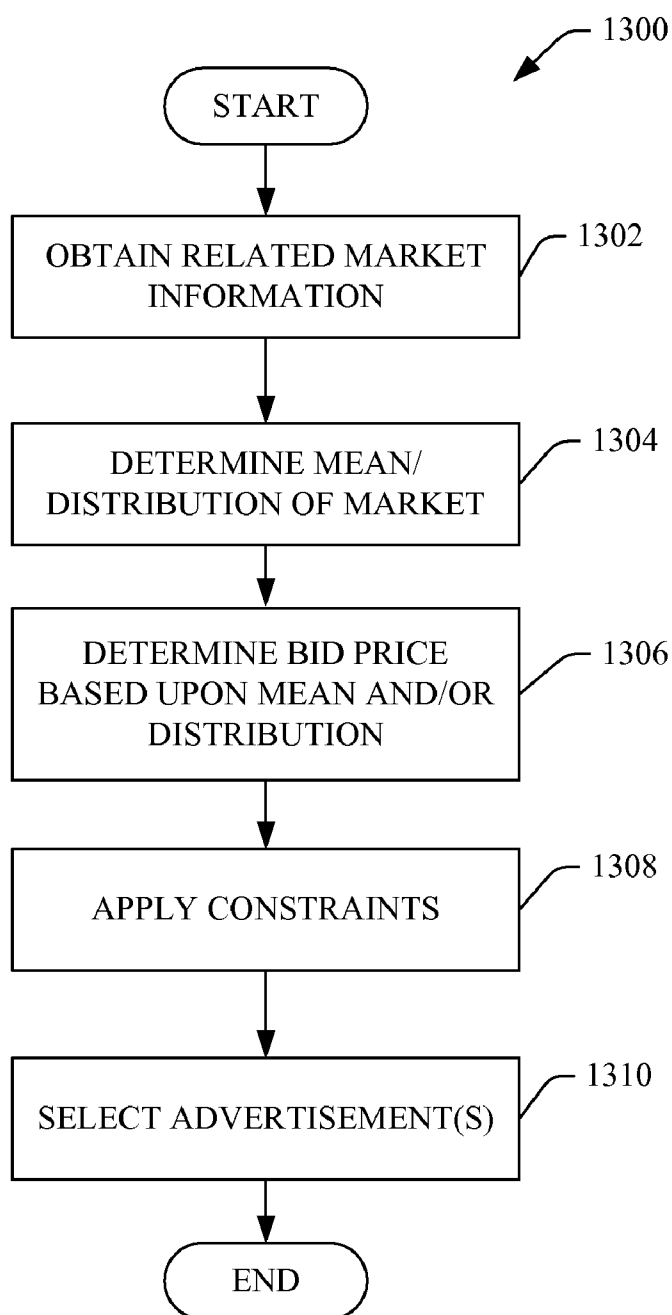 1300
START
1302
OBTAIN RELATED MARKET
INFORMATION
1304
DETERMINE MEAN/
DISTRIBUTION OF MARKET
1306
DETERMINE BID PRICE
BASED UPON MEAN AND/OR
DISTRIBUTION
1308
APPLY CONSTRAINTS
1310
SELECT ADVERTISEMENT(S)
END